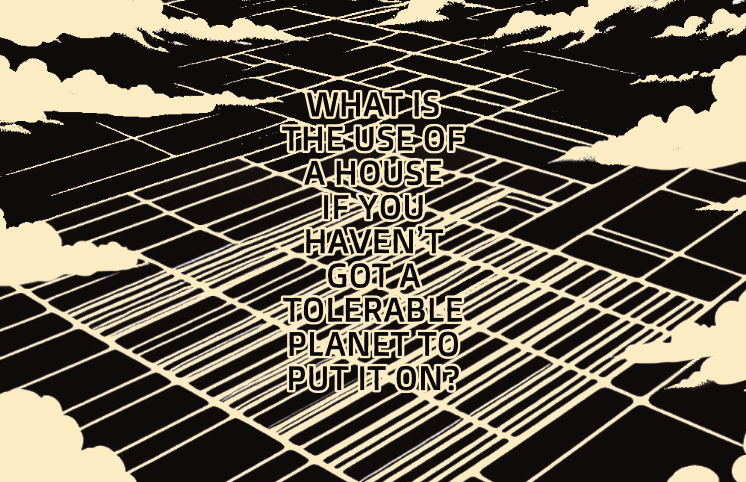 WHAT IS
THE USE OF
A HOUSE
IF YOU
HAVEN'T
GOT A
TOLERABLE
PLANET TO
PUT IT ON?